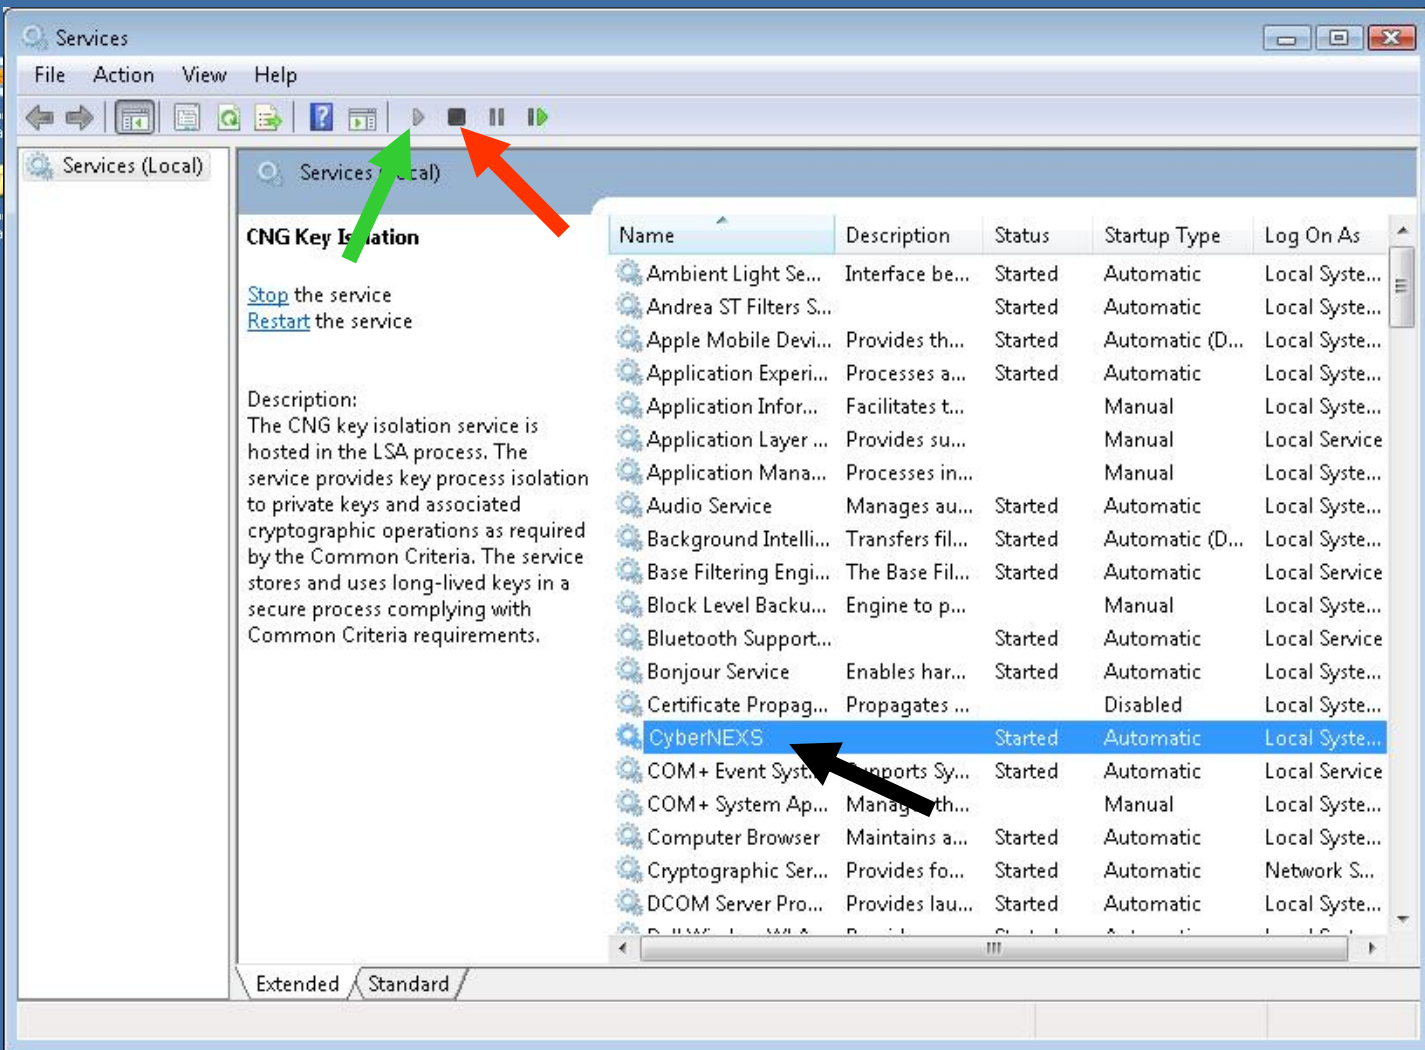 Services
File Action View Help
Services (Local)
Services cal)
CNG Key Is lation
Stop the service
Restart the service
Description:
The CNG key isolation service is
hosted in the LSA process. The
service provides key process isolation
to private keys and associated
cryptographic operations as required
by the Common Criteria. The service
stores and uses long-lived keys in a
secure process complying with
Common Criteria requirements.
Name Description Status Startup Type Log On As
Ambient Light Se... Interface be... Started Automatic Local Syste...
Andrea ST Filters S... Started Automatic Local Syste...
Apple Mobile Devi... Provides th... Started Automatic (D... Local Syste...
Application Experi... Processes a... Started Automatic Local Syste...
Application Infor... Facilitates t... Manual Local Syste...
Application Layer ... Provides su... Manual Local Service
Application Mana... Processes in... Manual Local Syste...
Audio Service Manages au... Started Automatic Local Syste...
Background Intelli... Transfers fil... Started Automatic (D... Local Syste...
Base Filtering Engi... The Base Fil... Started Automatic Local Service
Block Level Backu... Engine to p... Manual Local Syste...
Bluetooth Support... Started Automatic Local Service
Bonjour Service Enables har... Started Automatic Local Syste...
Certificate Propag... Propagates ... Disabled Local Syste...
CyberNEXS Started Automatic Local Syste...
COM+ Event Syst... Supports Sy... Started Automatic Local Service
COM+ System Ap... Manages th... Manual Local Syste...
Computer Browser Maintains a... Started Automatic Local Syste...
Cryptographic Ser... Provides fo... Started Automatic Network S...
DCOM Server Pro... Provides lau... Started Automatic Local Syste...
Extended Standard